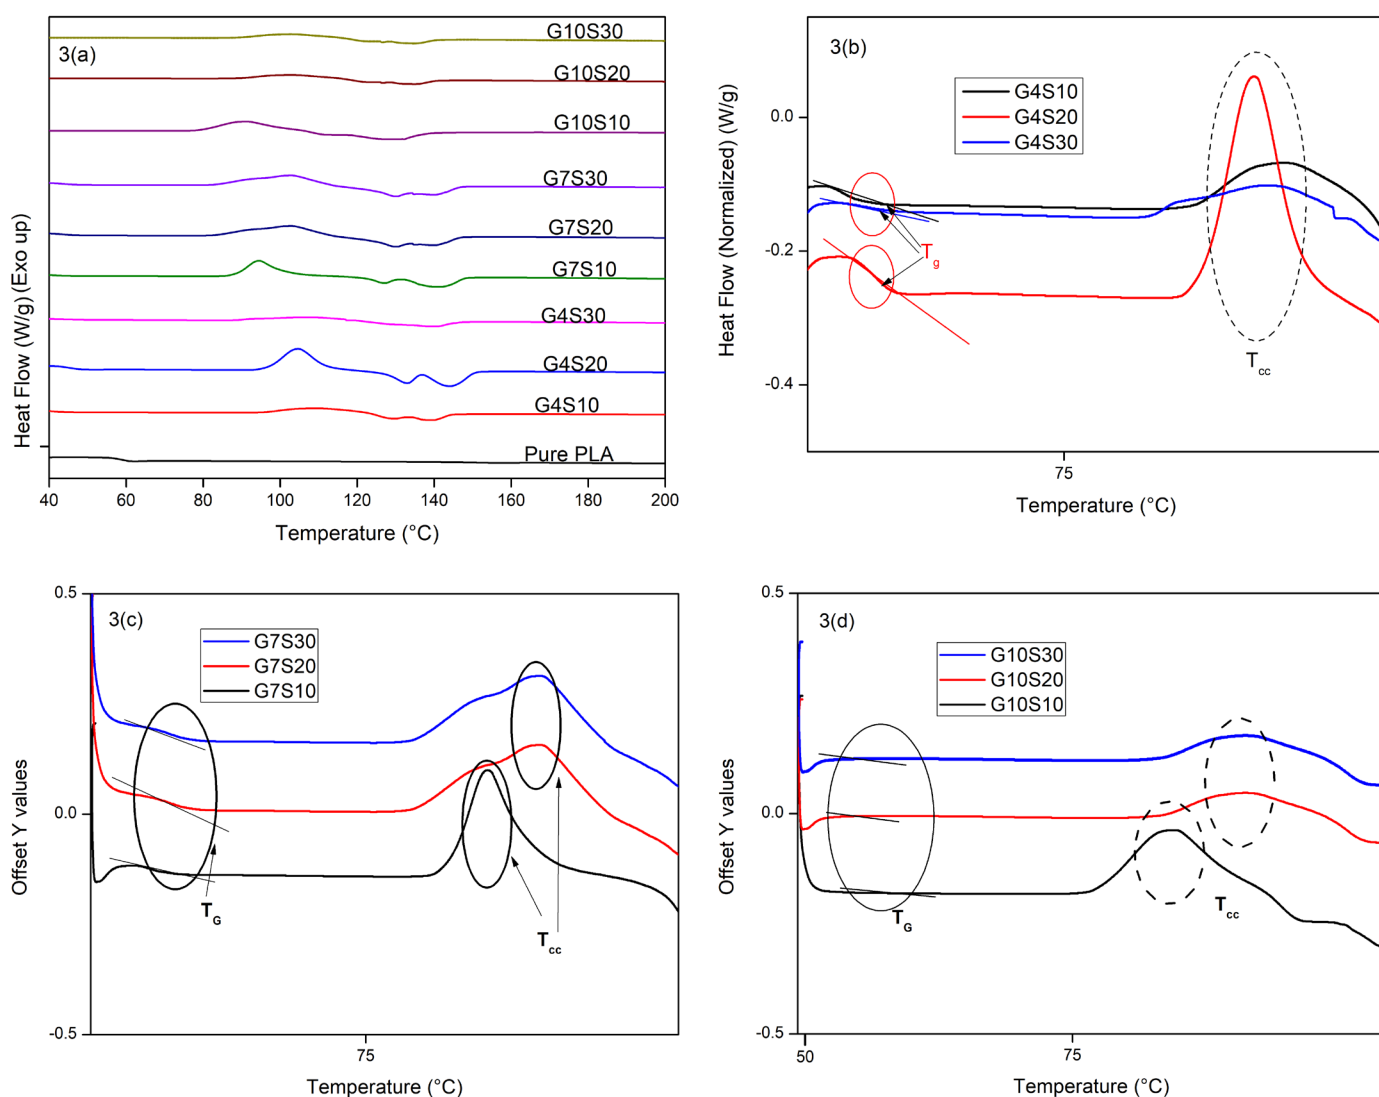 3(a)
G10S30
G10S20
G10S10
G7S30
G7S20
G7S10
G4S30
G4S20
G4S10
Pure PLA
Heat Flow (W/g) (Exo up)
40 60 80 100 120 140 160 180 200
Temperature (°C)
3(b)
G4S10
G4S20
G4S30
0.0
-0.2
-0.4
Tg
Tcc
Heat Flow (Normalized) (W/g)
75
Temperature (°C)
3(c)
G7S30
G7S20
G7S10
0.5
0.0
-0.5
TG
Tcc
Offset Y values
75
Temperature (°C)
3(d)
G10S30
G10S20
G10S10
0.5
0.0
-0.5
TG
Tcc
Offset Y values
50 75
Temperature (°C)